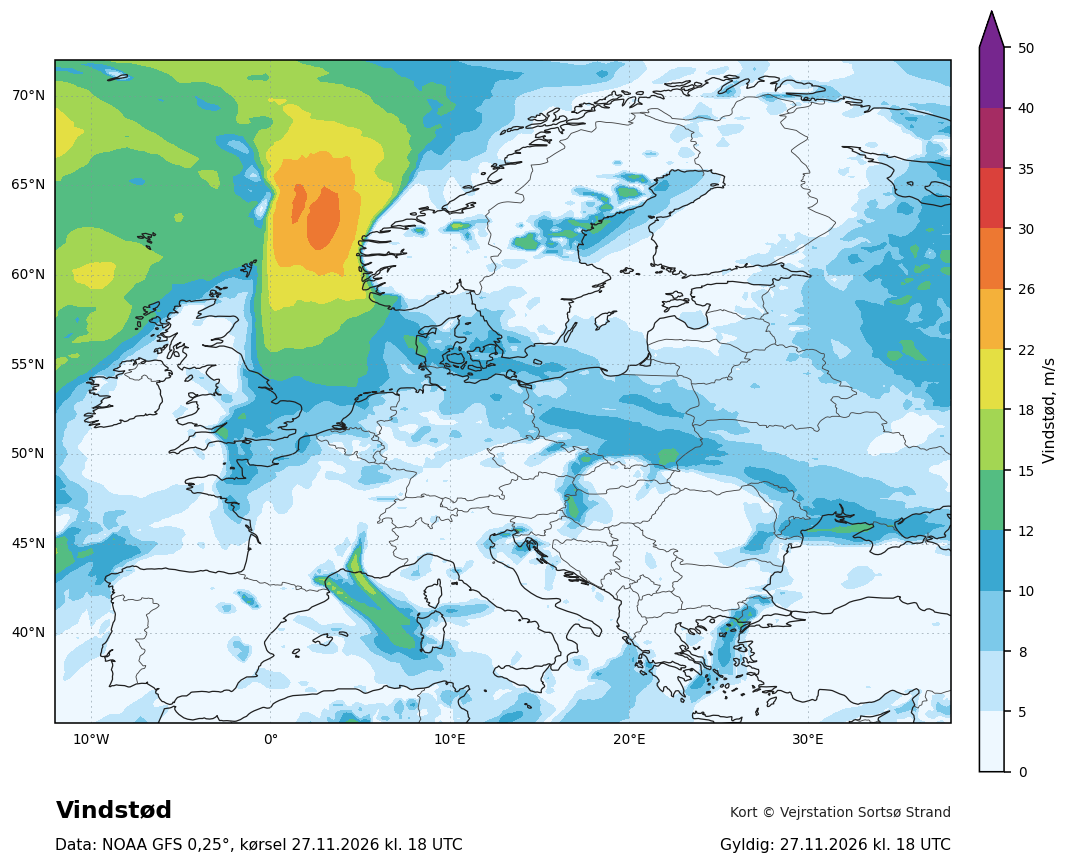 70°N
65°N
60°N
55°N
50°N
45°N
40°N
10°W
0°
10°E
20°E
30°E
50
40
35
30
26
22
18
15
12
10
8
5
0
Vindstød, m/s
Vindstød
Kort © Vejrstation Sortsø Strand
Data: NOAA GFS 0,25°, kørsel 27.11.2026 kl. 18 UTC
Gyldig: 27.11.2026 kl. 18 UTC